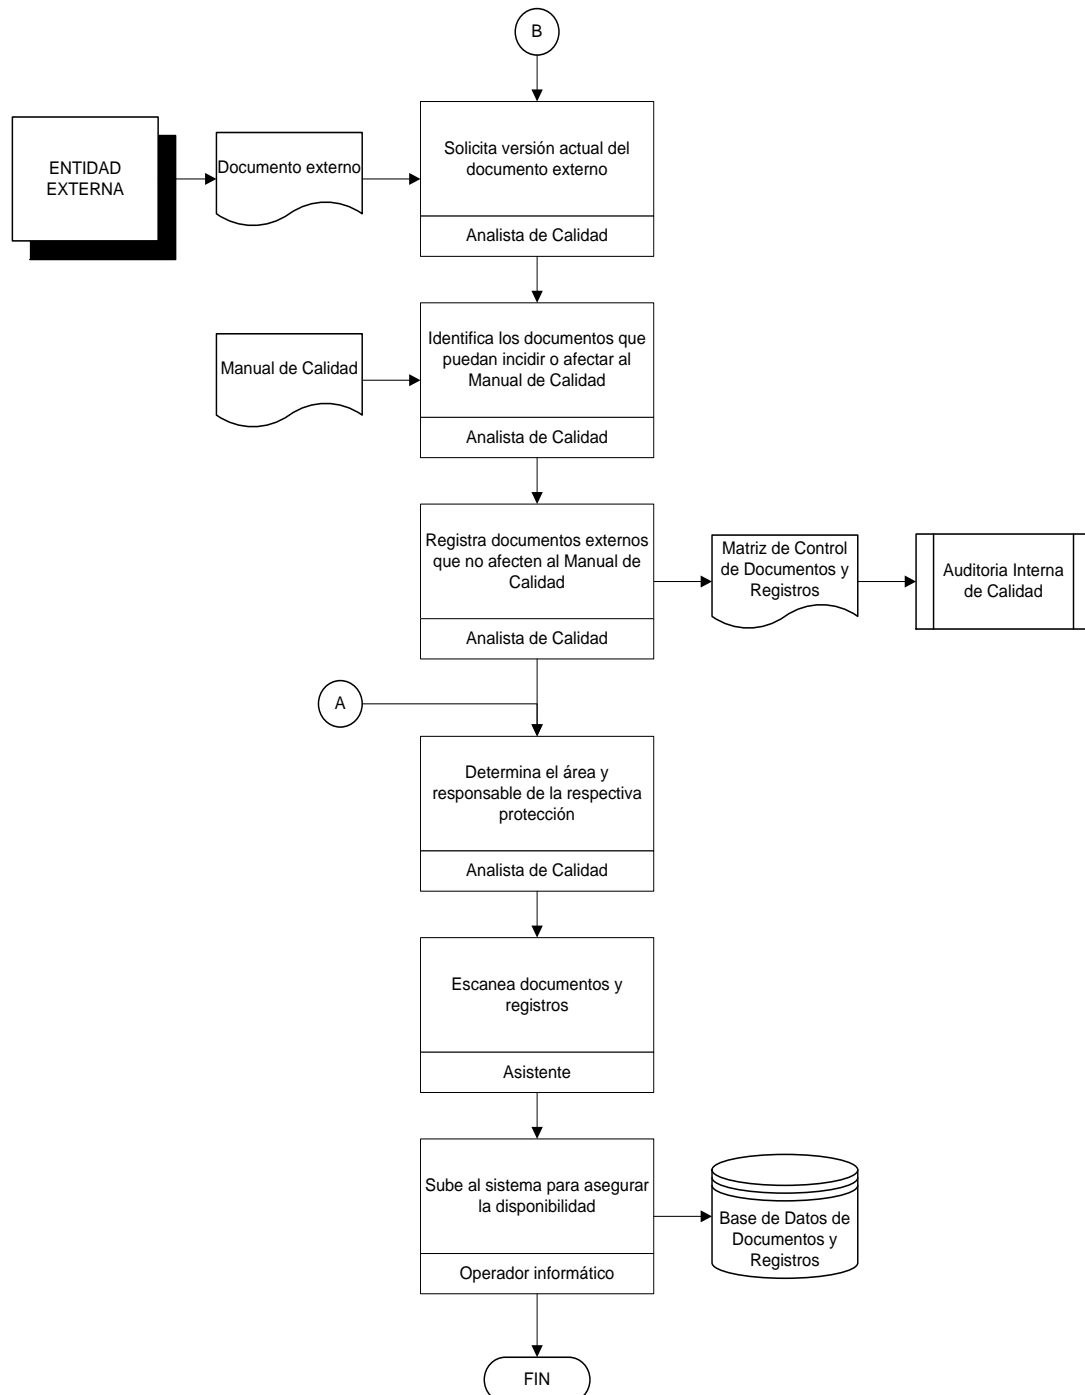 B
ENTIDAD
EXTERNA
Documento externo
Solicita versión actual del
documento externo
Analista de Calidad
Manual de Calidad
Identifica los documentos que
puedan incidir o afectar al
Manual de Calidad
Analista de Calidad
Registra documentos externos
que no afecten al Manual de
Calidad
Analista de Calidad
Matriz de Control
de Documentos y
Registros
Auditoria Interna
de Calidad
A
Determina el área y
responsable de la respectiva
protección
Analista de Calidad
Escanea documentos y
registros
Asistente
Sube al sistema para asegurar
la disponibilidad
Operador informático
Base de Datos de
Documentos y
Registros
FIN